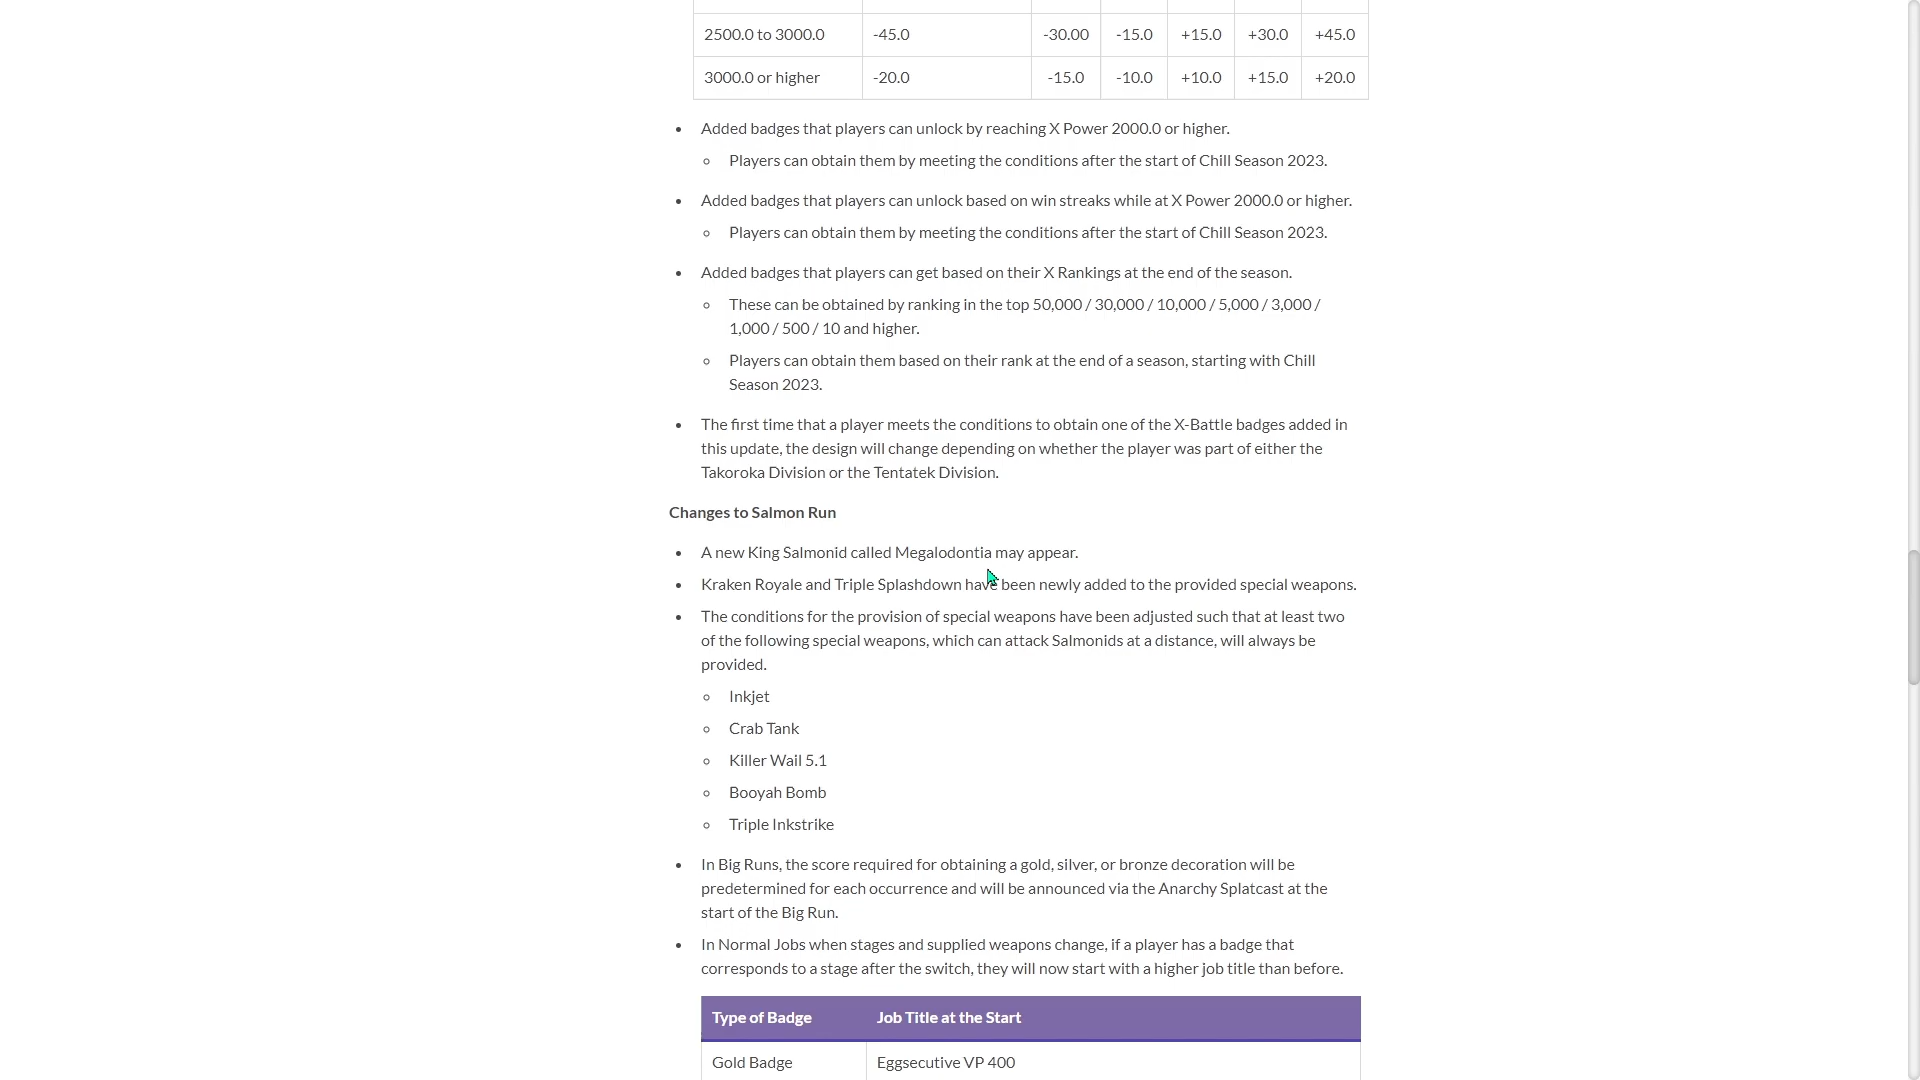 2500.0 to 3000.0 -45.0 -30.00 -15.0 +15.0 +30.0 +45.0
3000.0 or higher -20.0 -15.0 -10.0 +10.0 +15.0 +20.0
• Added badges that players can unlock by reaching X Power 2000.0 or higher.
◦ Players can obtain them by meeting the conditions after the start of Chill Season 2023.
• Added badges that players can unlock based on win streaks while at X Power 2000.0 or higher.
◦ Players can obtain them by meeting the conditions after the start of Chill Season 2023.
• Added badges that players can get based on their X Rankings at the end of the season.
◦ These can be obtained by ranking in the top 50,000 / 30,000 / 10,000 / 5,000 / 3,000 /
1,000 / 500 / 10 and higher.
◦ Players can obtain them based on their rank at the end of a season, starting with Chill
Season 2023.
• The first time that a player meets the conditions to obtain one of the X-Battle badges added in
this update, the design will change depending on whether the player was part of either the
Takoroka Division or the Tentatek Division.
Changes to Salmon Run
• A new King Salmonid called Megalodontia may appear.
• Kraken Royale and Triple Splashdown have been newly added to the provided special weapons.
• The conditions for the provision of special weapons have been adjusted such that at least two
of the following special weapons, which can attack Salmonids at a distance, will always be
provided.
◦ Inkjet
◦ Crab Tank
◦ Killer Wail 5.1
◦ Booyah Bomb
◦ Triple Inkstrike
• In Big Runs, the score required for obtaining a gold, silver, or bronze decoration will be
predetermined for each occurrence and will be announced via the Anarchy Splatcast at the
start of the Big Run.
• In Normal Jobs when stages and supplied weapons change, if a player has a badge that
corresponds to a stage after the switch, they will now start with a higher job title than before.
Type of Badge Job Title at the Start
Gold Badge Eggsecutive VP 400